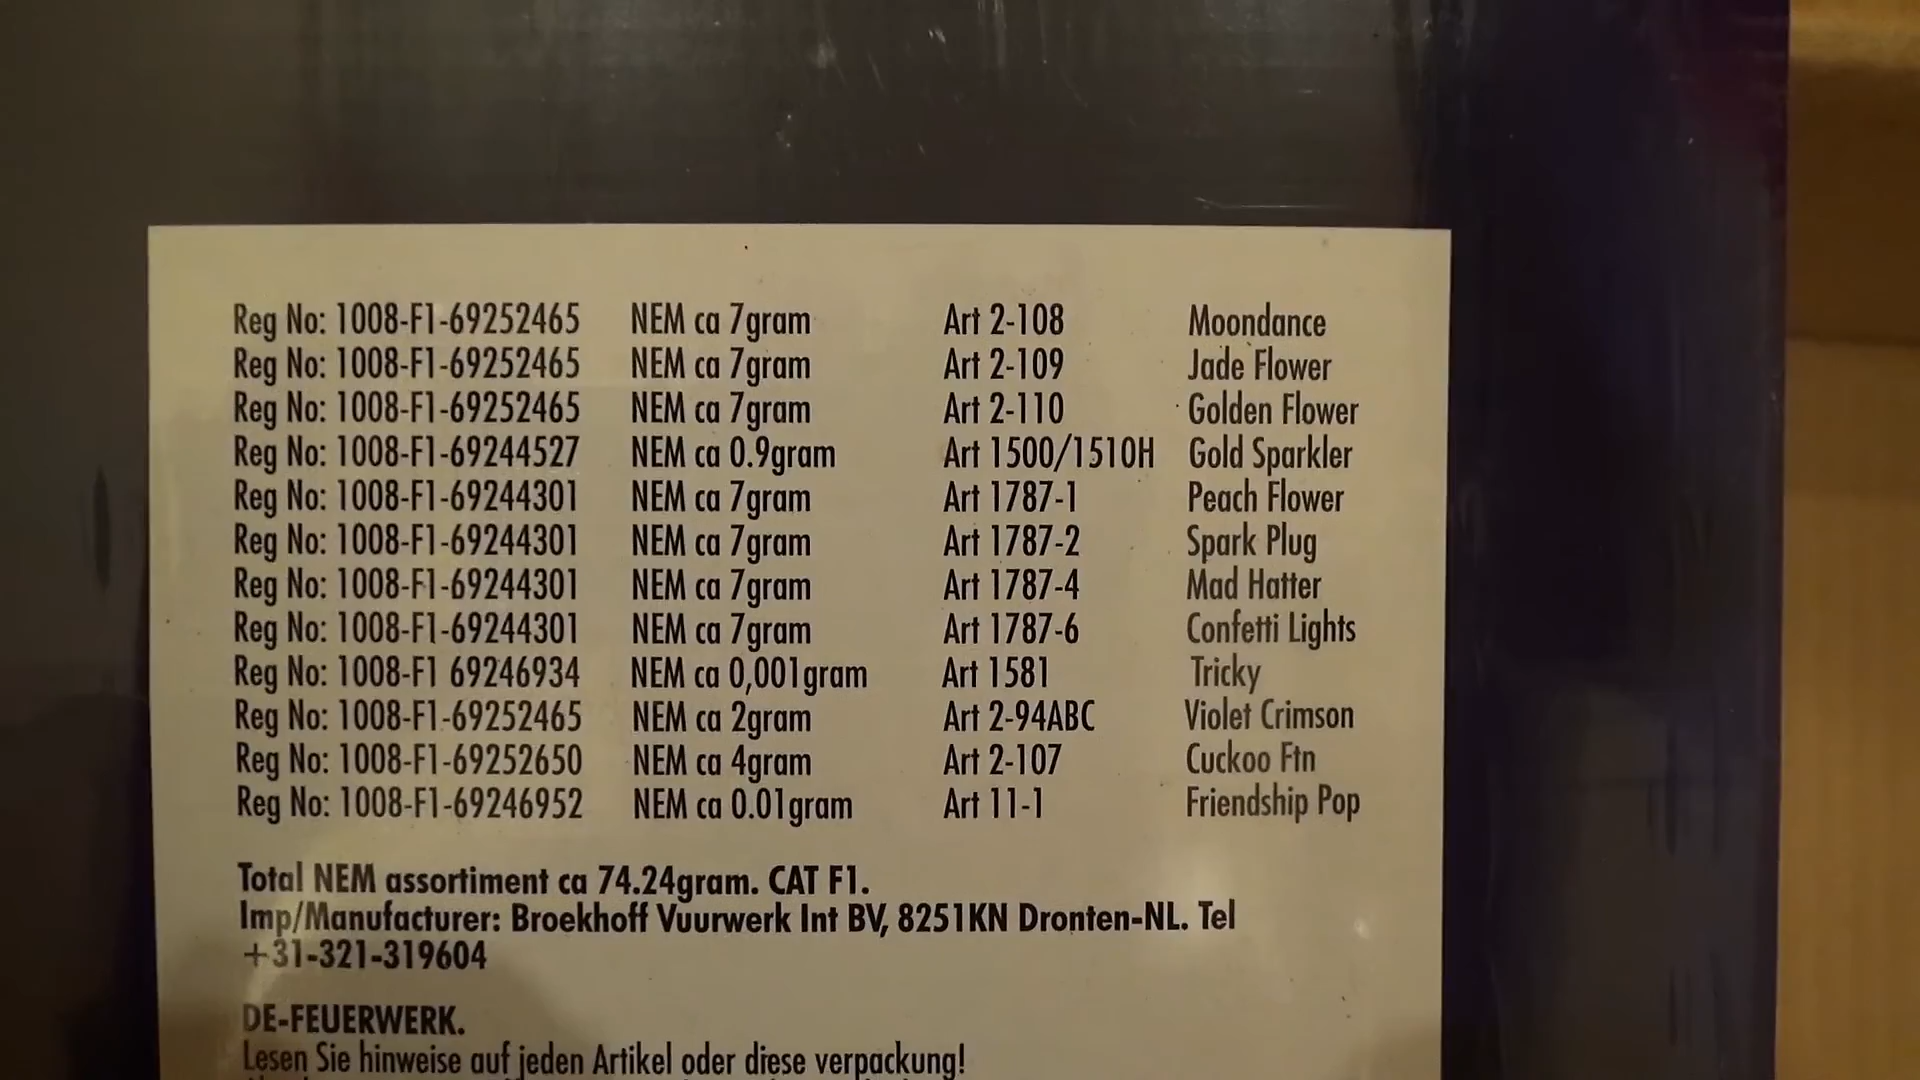 Reg No: 1008-F1-69252465 NEM ca 7gram Art 2-108 Moondance
Reg No: 1008-F1-69252465 NEM ca 7gram Art 2-109 Jade Flower
Reg No: 1008-F1-69252465 NEM ca 7gram Art 2-110 Golden Flower
Reg No: 1008-F1-69244527 NEM ca 0.9gram Art 1500/1510H Gold Sparkler
Reg No: 1008-F1-69244301 NEM ca 7gram Art 1787-1 Peach Flower
Reg No: 1008-F1-69244301 NEM ca 7gram Art 1787-2 Spark Plug
Reg No: 1008-F1-69244301 NEM ca 7gram Art 1787-4 Mad Hatter
Reg No: 1008-F1-69244301 NEM ca 7gram Art 1787-6 Confetti Lights
Reg No: 1008-F1 69246934 NEM ca 0,001gram Art 1581 Tricky
Reg No: 1008-F1-69252465 NEM ca 2gram Art 2-94ABC Violet Crimson
Reg No: 1008-F1-69252650 NEM ca 4gram Art 2-107 Cuckoo Ftn
Reg No: 1008-F1-69246952 NEM ca 0.01gram Art 11-1 Friendship Pop
Total NEM assortiment ca 74.24gram. CAT F1.
Imp/Manufacturer: Broekhoff Vuurwerk Int BV, 8251KN Dronten-NL. Tel
+31-321-319604
DE-FEUERWERK.
Lesen Sie hinweise auf jeden Artikel oder diese verpackung!